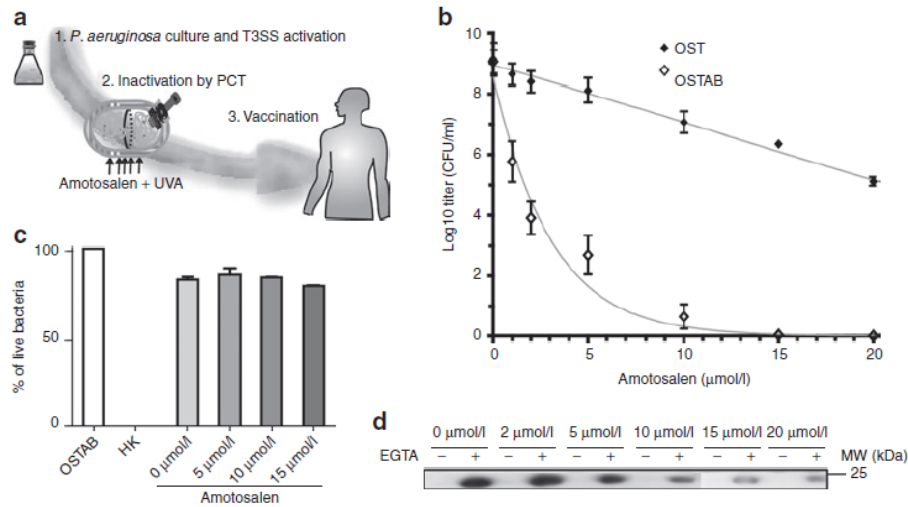 a
1. P. aeruginosa culture and T3SS activation
2. Inactivation by PCT
3. Vaccination
Amotosalen + UVA
b
10
8
6
4
2
0
Log10 titer (CFU/ml)
OST
OSTAB
0
5
10
15
20
Amotosalen (μmol/l)
c
100
50
0
% of live bacteria
OSTAB
HK
0 μmol/l
5 μmol/l
10 μmol/l
15 μmol/l
Amotosalen
d
0 μmol/l 2 μmol/l 5 μmol/l 10 μmol/l 15 μmol/l 20 μmol/l
EGTA − + − + − + − + − + − + MW (kDa)
25